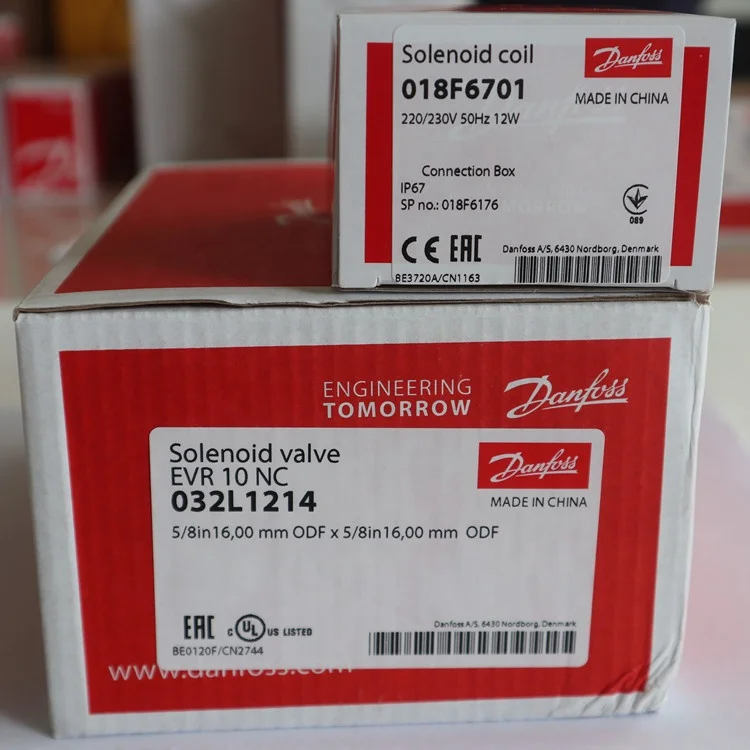 Solenoid coil
Danfoss
018F6701
MADE IN CHINA
220/230V 50Hz 12W
Connection Box
IP67
SP no.: 018F6176
TOMORROW
089
CE EAC
Danfoss A/S, 6430 Nordborg, Denmark
BE3720A/CN1163
ENGINEERING
TOMORROW
Danfoss
Solenoid valve
Danfoss
EVR 10 NC
032L1214
MADE IN CHINA
5/8in16,00 mm ODF x 5/8in16,00 mm ODF
EAC c UL US LISTED
Danfoss A/S, 6430 Nordborg, Denmark
BE0120F/CN2744
www.danfoss.com